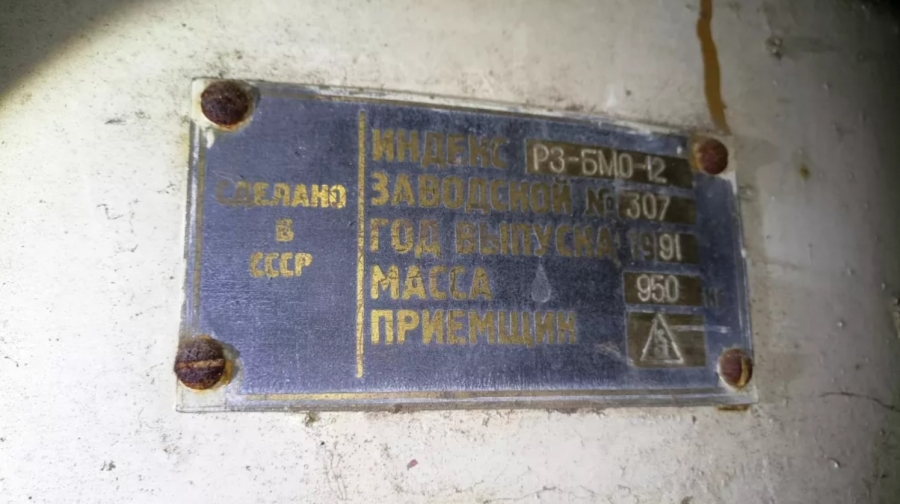 СДЕЛАНО
В
СССР
ИНДЕКС РЗ-БМО-12
ЗАВОДСКОЙ № 307
ГОД ВЫПУСКА 1991
МАССА 950
ПРИЕМЩИК